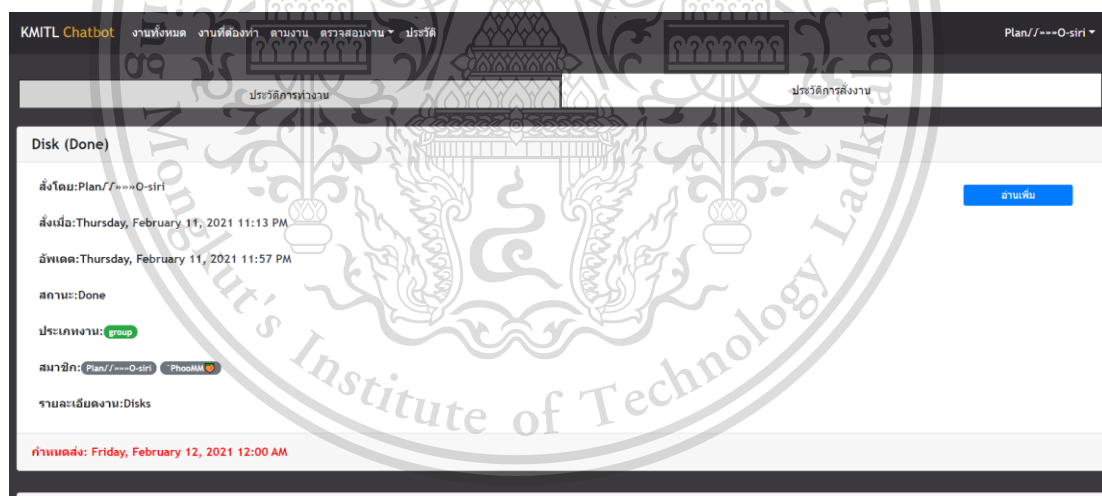 KMITL Chatbot งานทั้งหมด งานที่ต้องทำ ตามงาน ตรวจสอบงาน ประวัติ Plan//===O-siri
ประวัติการทำงาน ประวัติการสั่งงาน
Disk (Done)
สั่งโดย:Plan//»»»O-siri
อ่านเพิ่ม
สั่งเมื่อ:Thursday, February 11, 2021 11:13 PM
อัพเดต:Thursday, February 11, 2021 11:57 PM
สถานะ:Done
ประเภทงาน: group
สมาชิก: Plan//===O-siri PhooMM🍑
รายละเอียดงาน:Disks
กำหนดส่ง: Friday, February 12, 2021 12:00 AM
King Mongkut's Institute of Technology Ladkrabang